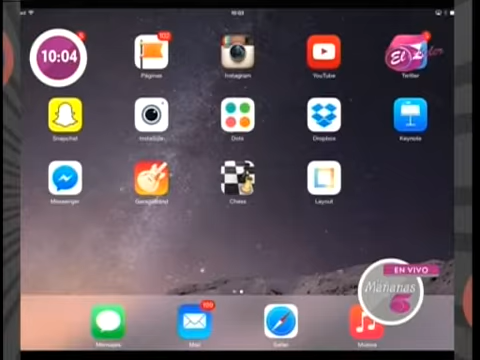 10:03
10:04
Páginas
Instagram
YouTube
Twitter
Snapchat
InstaSize
Dots
Dropbox
Keynote
Messenger
GarageBand
Chess
Layout
EN VIVO
Mañanas
5
Mensajes
Mail
Safari
Música